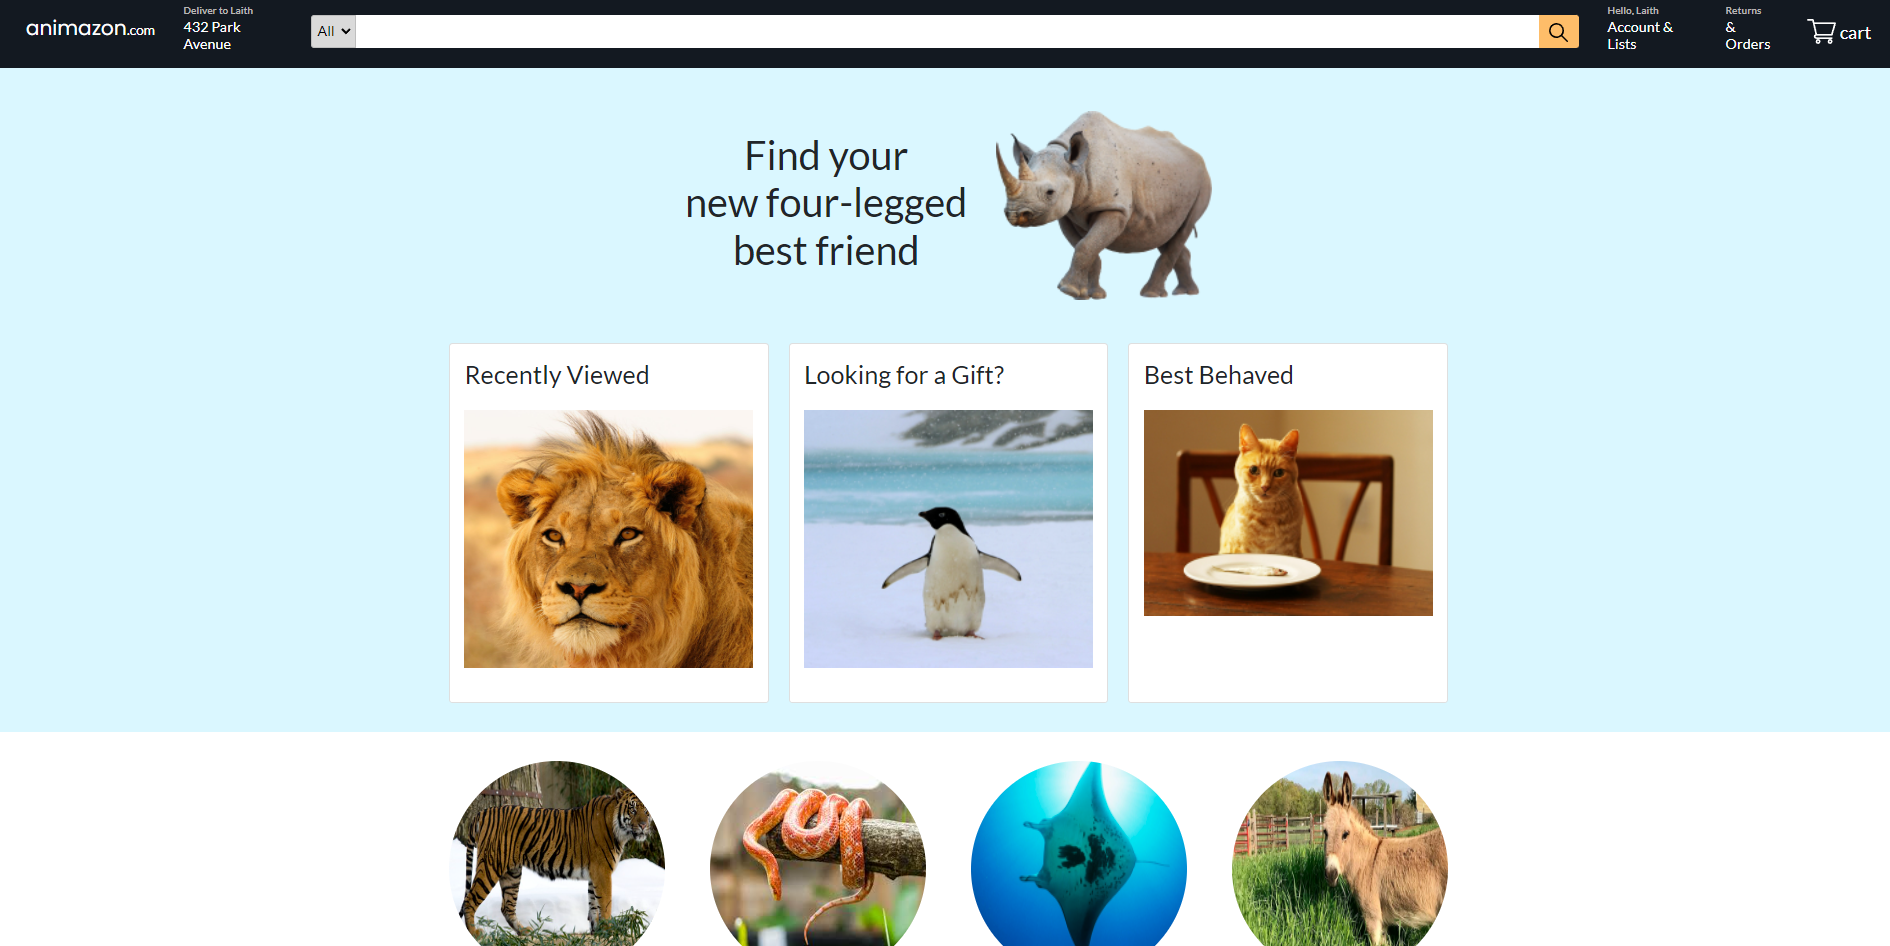 animazon.com
Deliver to Laith
432 Park
Avenue
All
Hello, Laith
Account &
Lists
Returns
&
Orders
cart
Find your
new four-legged
best friend
Recently Viewed
Looking for a Gift?
Best Behaved